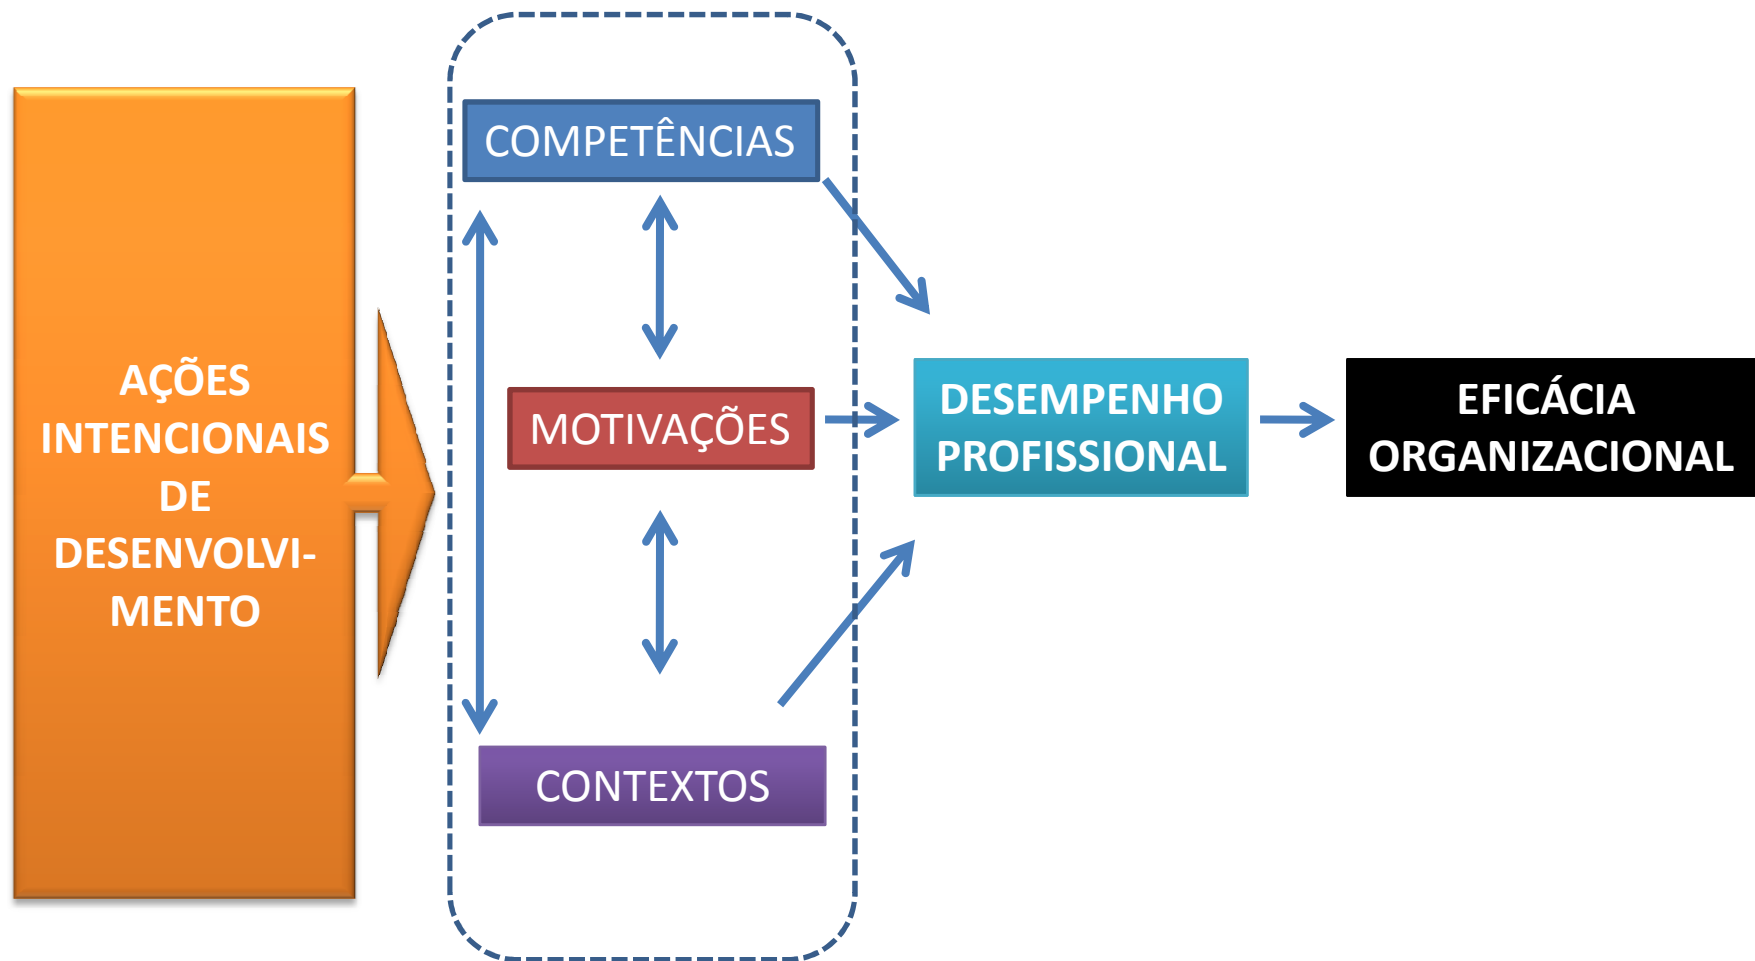 AÇÕES
INTENCIONAIS
DE
DESENVOLVI-
MENTO
COMPETÊNCIAS
MOTIVAÇÕES
CONTEXTOS
DESEMPENHO
PROFISSIONAL
EFICÁCIA
ORGANIZACIONAL